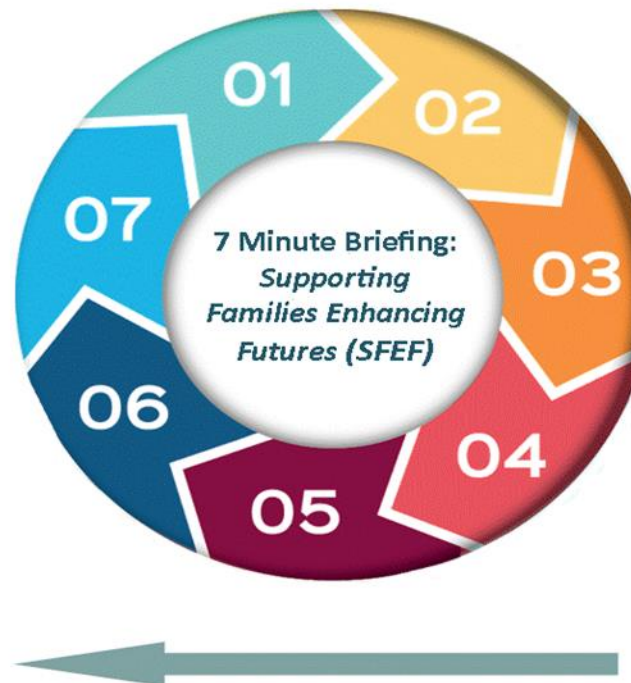 01
02
03
04
05
06
07
7 Minute Briefing:
Supporting
Families Enhancing
Futures (SFEF)